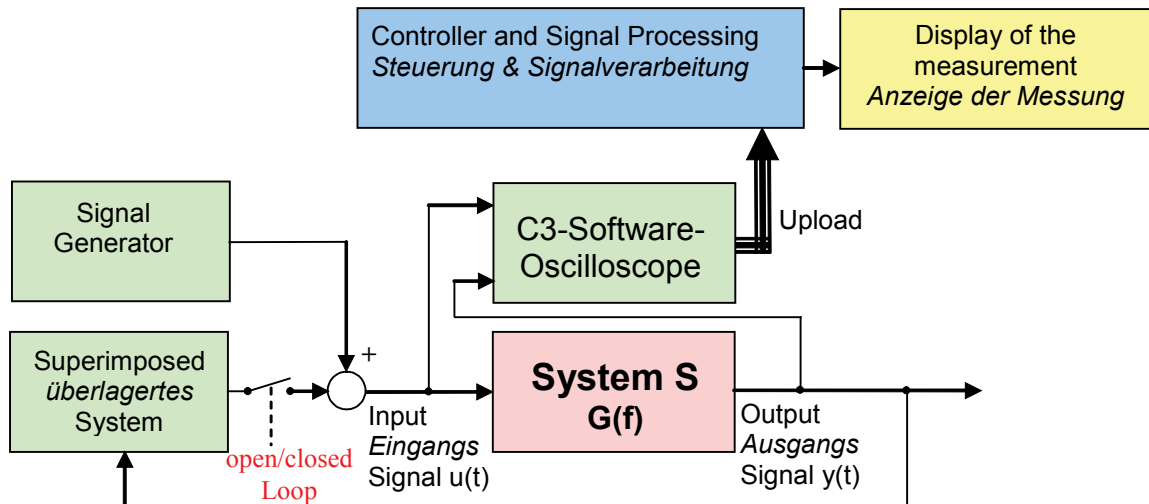 Controller and Signal Processing
Steuerung & Signalverarbeitung
Display of the
measurement
Anzeige der Messung
Signal
Generator
C3-Software-
Oscilloscope
Upload
Superimposed
überlagertes
System
+
System S
G(f)
open/closed
Loop
Input
Eingangs
Signal u(t)
Output
Ausgangs
Signal y(t)